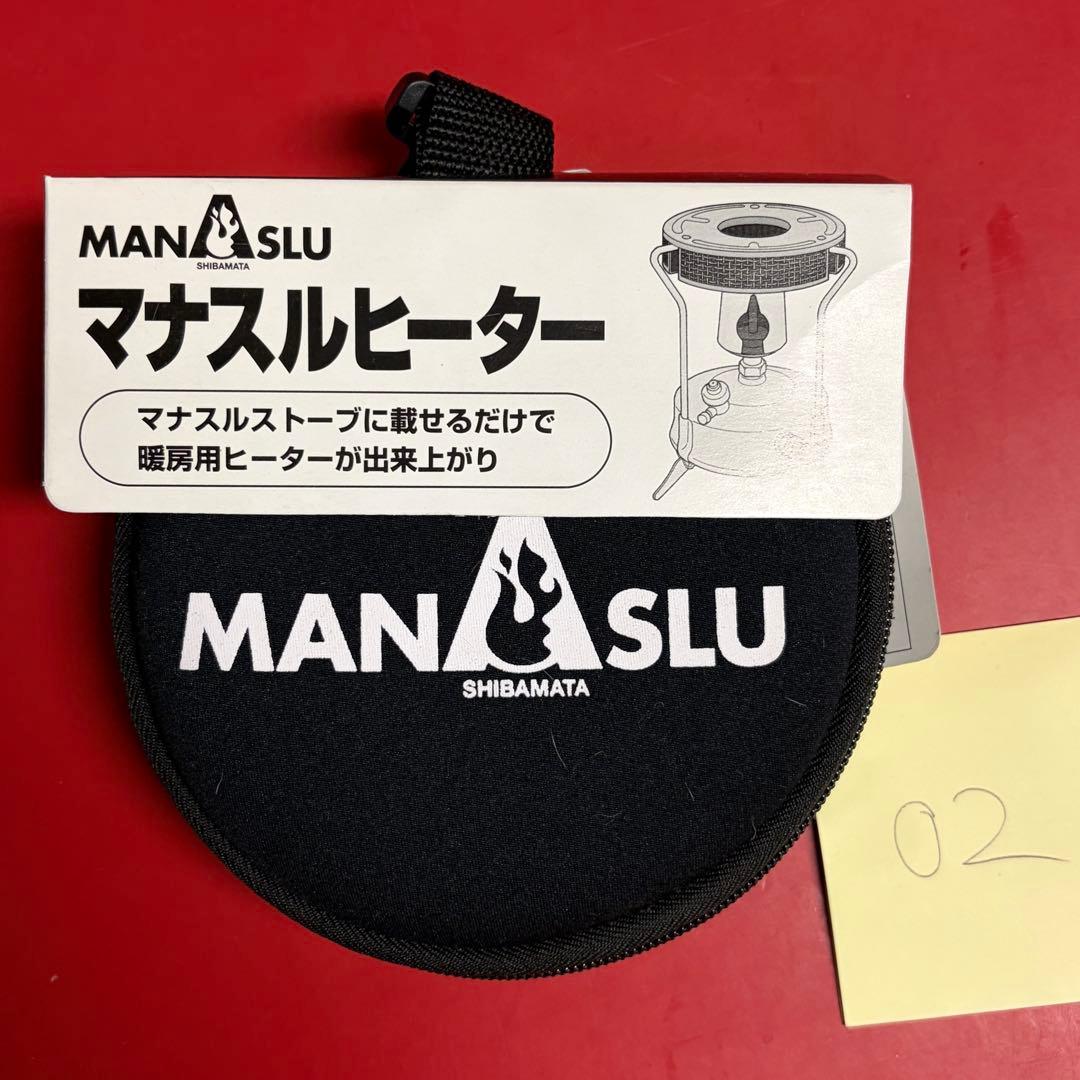 MANASLU
SHIBAMATA
マナスルヒーター
マナスルストーブに載せるだけで
暖房用ヒーターが出来上がり
MANASLU
SHIBAMATA
02